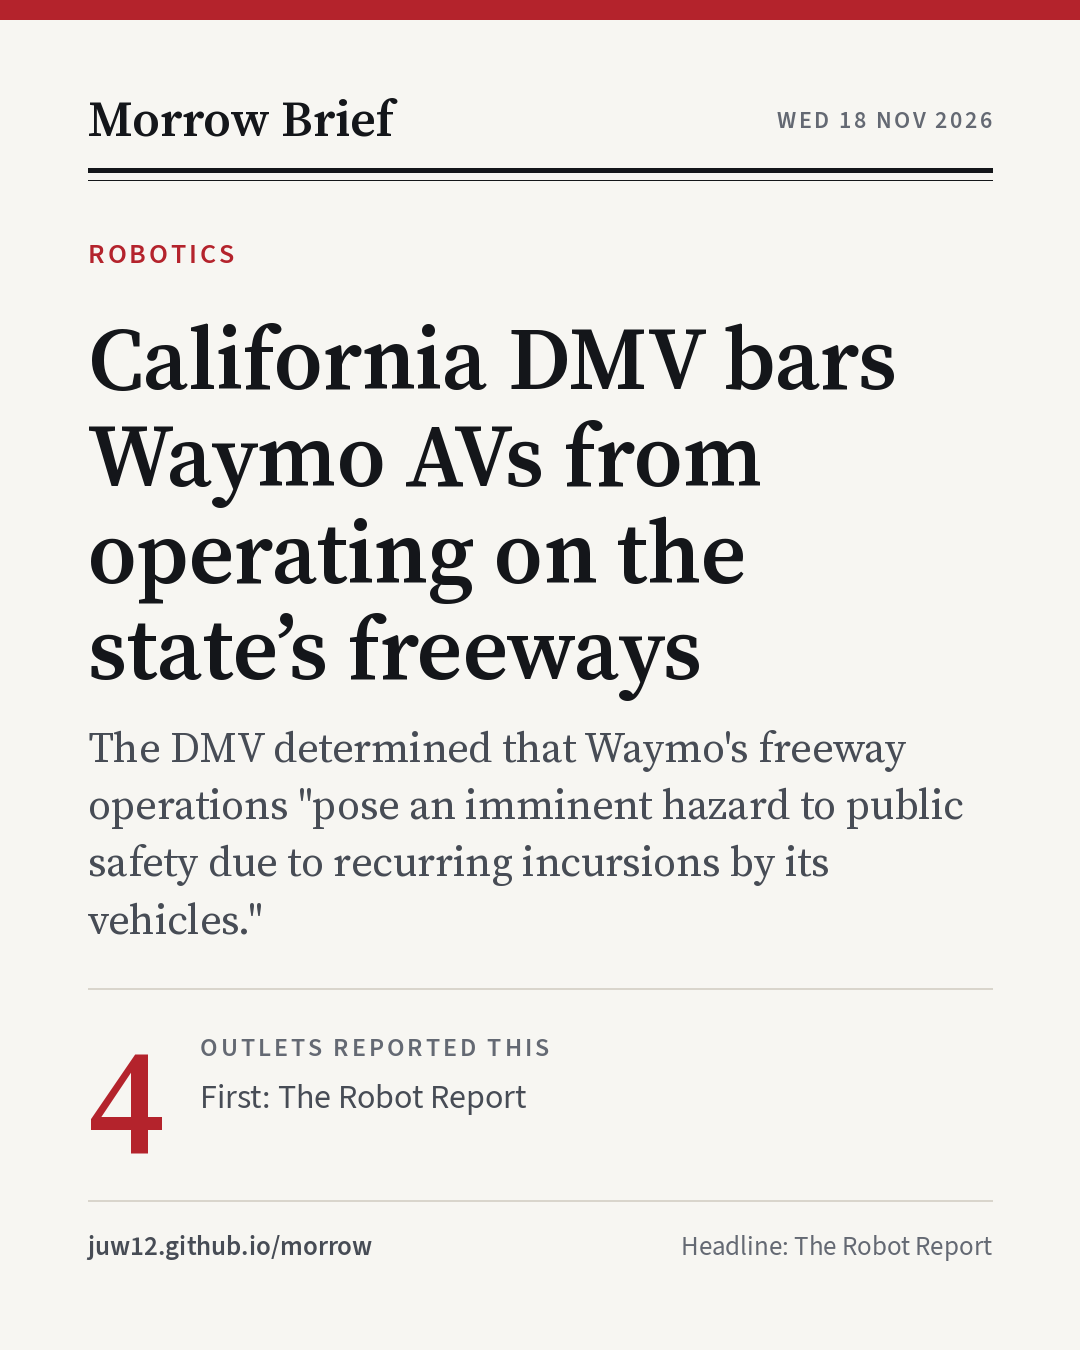 Morrow Brief
WED 18 NOV 2026
ROBOTICS
California DMV bars
Waymo AVs from
operating on the
state’s freeways
The DMV determined that Waymo's freeway
operations "pose an imminent hazard to public
safety due to recurring incursions by its
vehicles."
4
OUTLETS REPORTED THIS
First: The Robot Report
juw12.github.io/morrow
Headline: The Robot Report